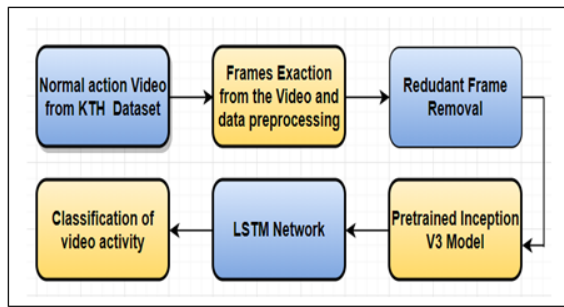 Normal action Video
from KTH Dataset
Frames Exaction
from the Video and
data preprocessing
Redudant Frame
Removal
Pretrained Inception
V3 Model
LSTM Network
Classification of
video activity